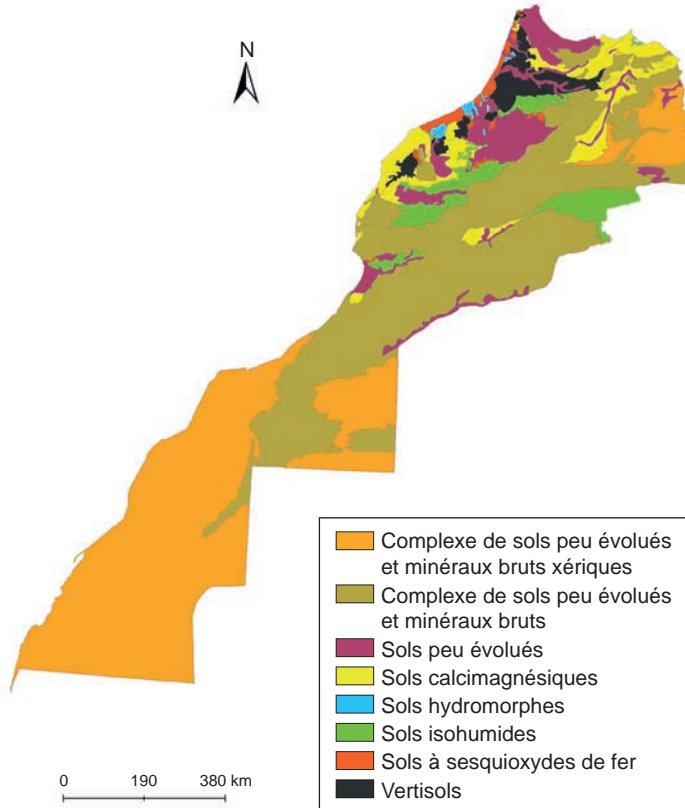 N
Complexe de sols peu évolués
et minéraux bruts xériques
Complexe de sols peu évolués
et minéraux bruts
Sols peu évolués
Sols calcimagnésiques
Sols hydromorphes
Sols isohumides
Sols à sesquioxydes de fer
Vertisols
0 190 380 km